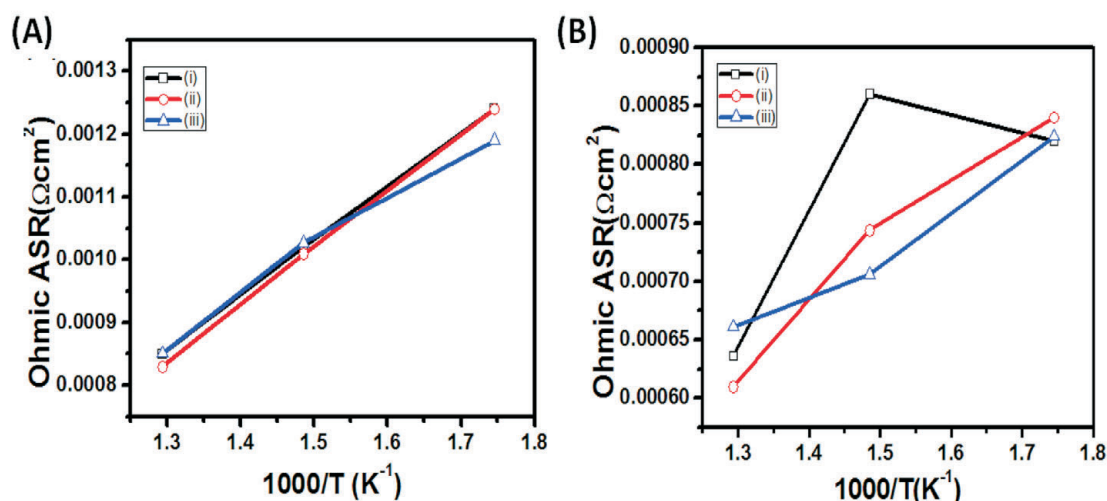 (A)
Ohmic ASR(Ωcm²)
0.0013
0.0012
0.0011
0.0010
0.0009
0.0008
(i)
(ii)
(iii)
1.3 1.4 1.5 1.6 1.7 1.8
1000/T (K⁻¹)
(B)
Ohmic ASR(Ωcm²)
0.00090
0.00085
0.00080
0.00075
0.00070
0.00065
0.00060
(i)
(ii)
(iii)
1.3 1.4 1.5 1.6 1.7 1.8
1000/T(K⁻¹)